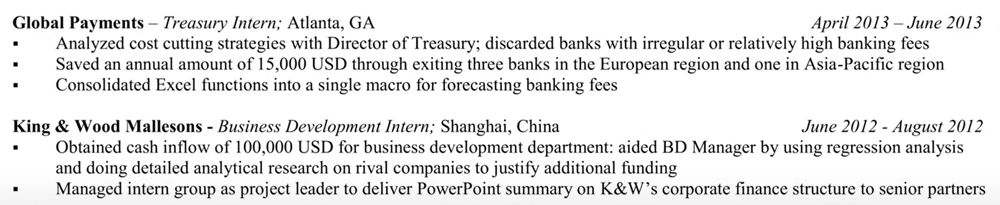 Global Payments – Treasury Intern; Atlanta, GA April 2013 – June 2013
▪ Analyzed cost cutting strategies with Director of Treasury; discarded banks with irregular or relatively high banking fees
▪ Saved an annual amount of 15,000 USD through exiting three banks in the European region and one in Asia-Pacific region
▪ Consolidated Excel functions into a single macro for forecasting banking fees
King & Wood Mallesons - Business Development Intern; Shanghai, China June 2012 - August 2012
▪ Obtained cash inflow of 100,000 USD for business development department: aided BD Manager by using regression analysis
and doing detailed analytical research on rival companies to justify additional funding
▪ Managed intern group as project leader to deliver PowerPoint summary on K&W’s corporate finance structure to senior partners